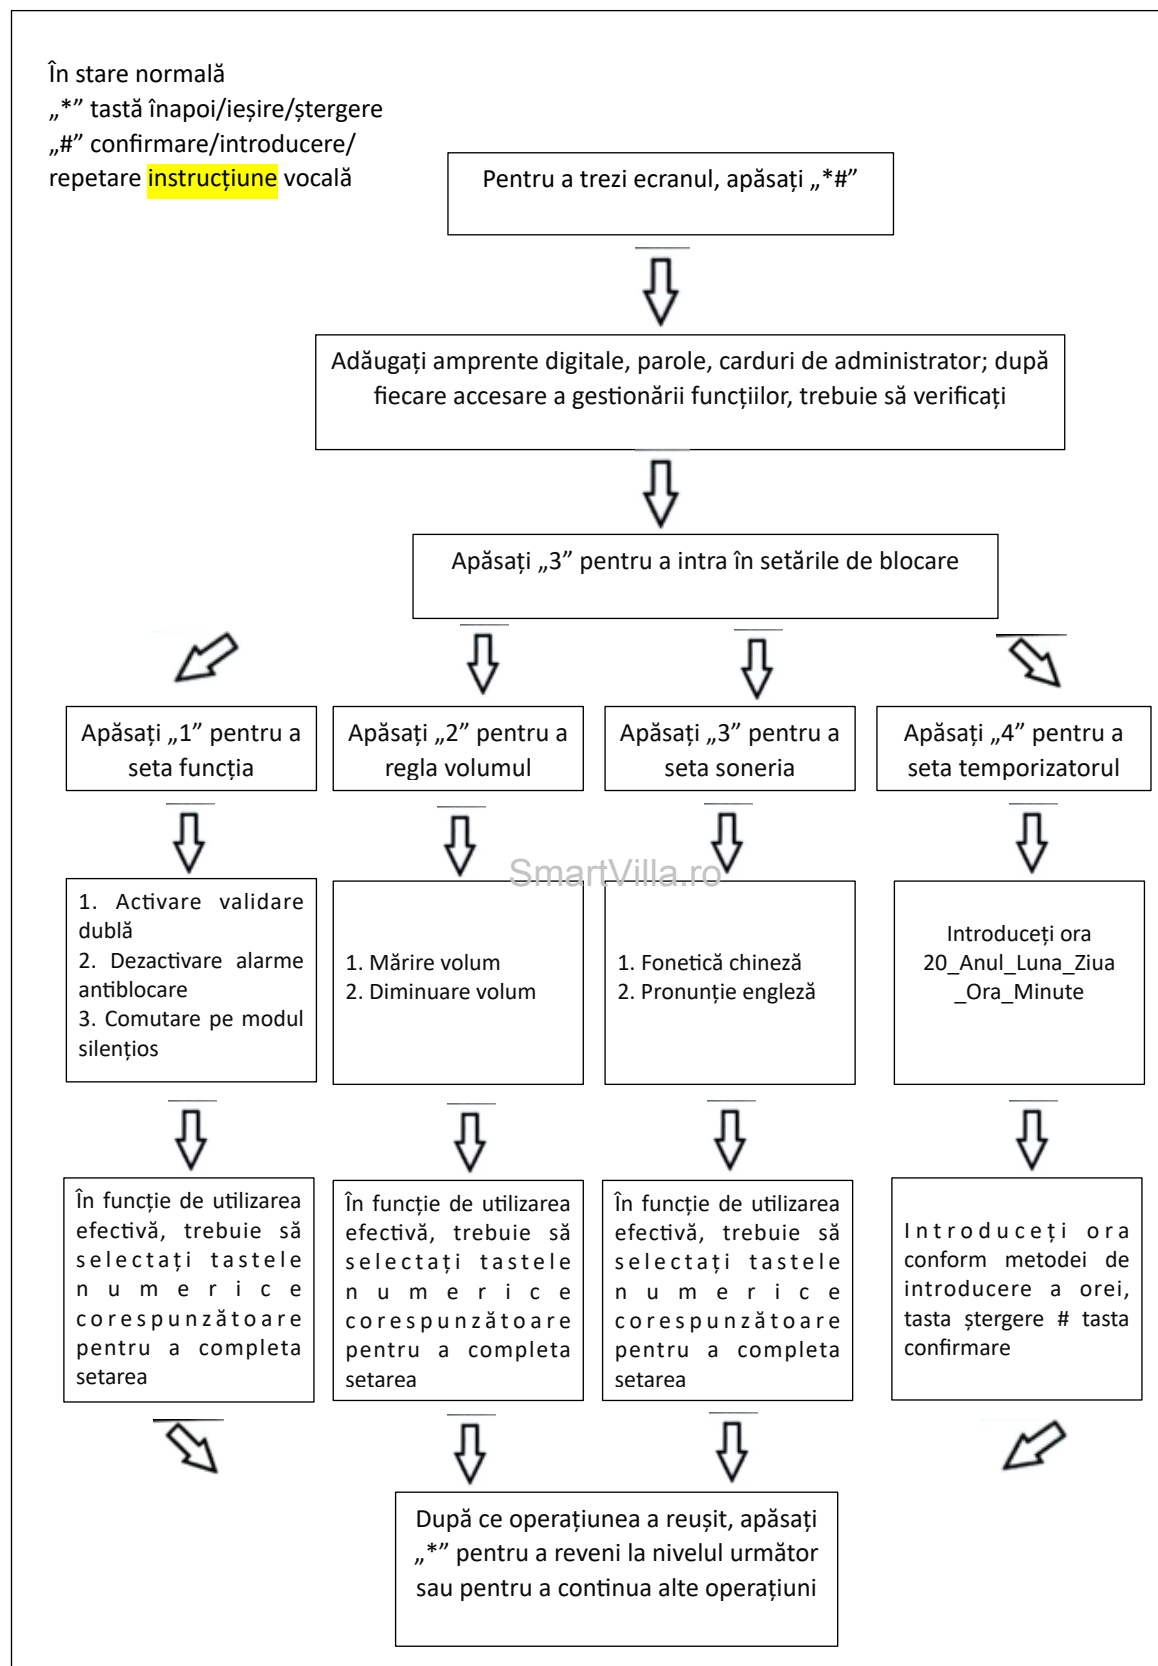 În stare normală
„*” tastă înapoi/ieșire/ștergere
„#” confirmare/introducere/
repetare instrucțiune vocală
Pentru a trezi ecranul, apăsați „*#”
Adăugați amprente digitale, parole, carduri de administrator; după
fiecare accesare a gestionării funcțiilor, trebuie să verificați
Apăsați „3” pentru a intra în setările de blocare
Apăsați „1” pentru a
seta funcția
Apăsați „2” pentru a
regla volumul
Apăsați „3” pentru a
seta soneria
Apăsați „4” pentru a
seta temporizatorul
SmartVilla.ro
1. Activare validare
dublă
2. Dezactivare alarme
antiblocare
3. Comutare pe modul
silențios
1. Mărire volum
2. Diminuare volum
1. Fonetică chineză
2. Pronunție engleză
Introduceți ora
20_Anul_Luna_Ziua
_Ora_Minute
În funcție de utilizarea
efectivă, trebuie să
selectați tastele
numerice
corespunzătoare
pentru a completa
setarea
În funcție de utilizarea
efectivă, trebuie să
selectați tastele
numerice
corespunzătoare
pentru a completa
setarea
În funcție de utilizarea
efectivă, trebuie să
selectați tastele
numerice
corespunzătoare
pentru a completa
setarea
Introduceți ora
conform metodei de
introducere a orei,
tasta ștergere # tasta
confirmare
După ce operațiunea a reușit, apăsați
„*” pentru a reveni la nivelul următor
sau pentru a continua alte operațiuni